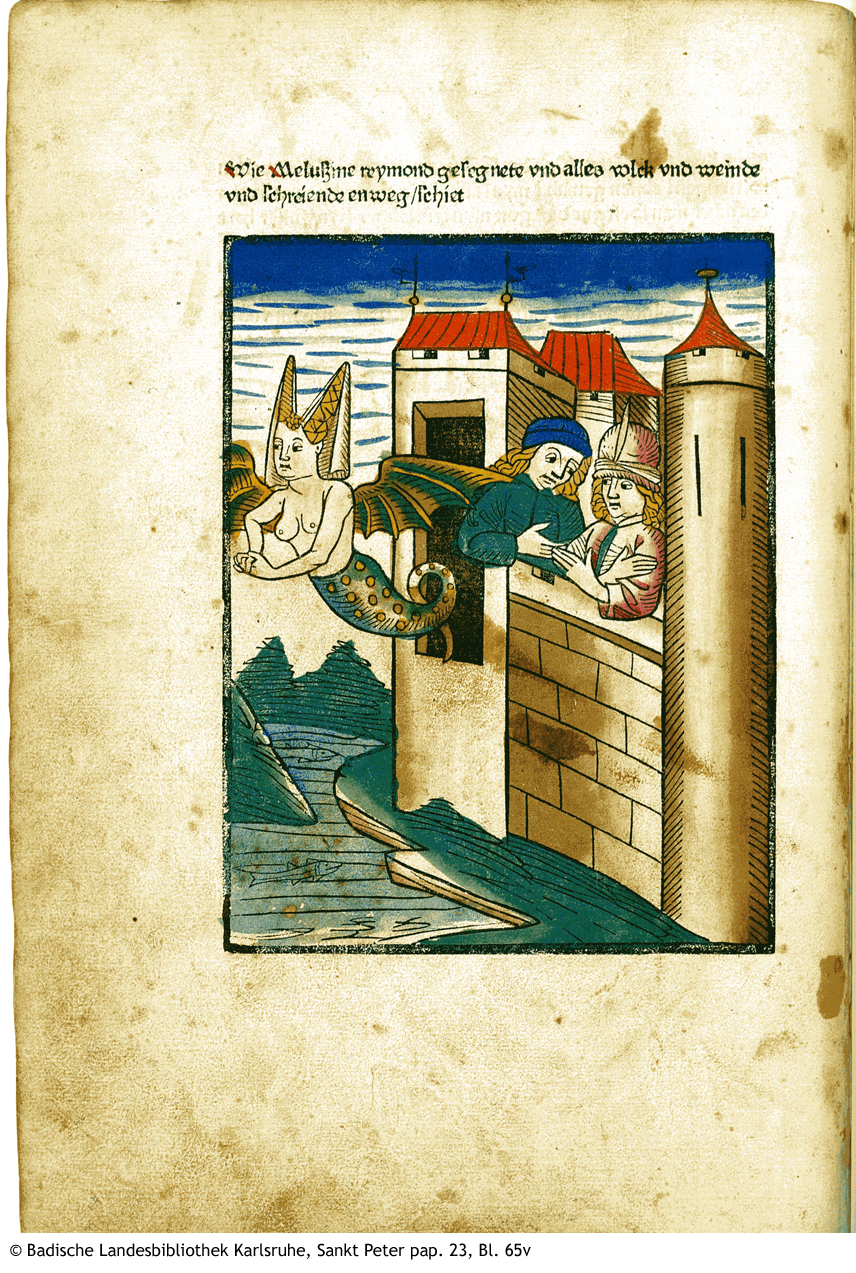 Wie Meluszine reymond gesegnete vnd alles volck vnd weinde
vnd schreiende enweg/schiet
© Badische Landesbibliothek Karlsruhe, Sankt Peter pap. 23, Bl. 65v